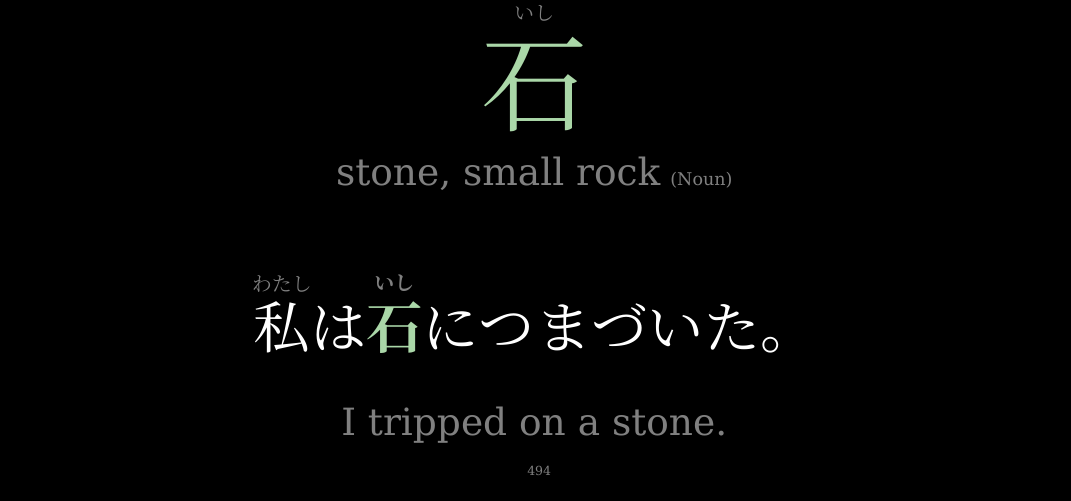 いし
石
stone, small rock (Noun)
わたし いし
私は石につまづいた。
I tripped on a stone.
494